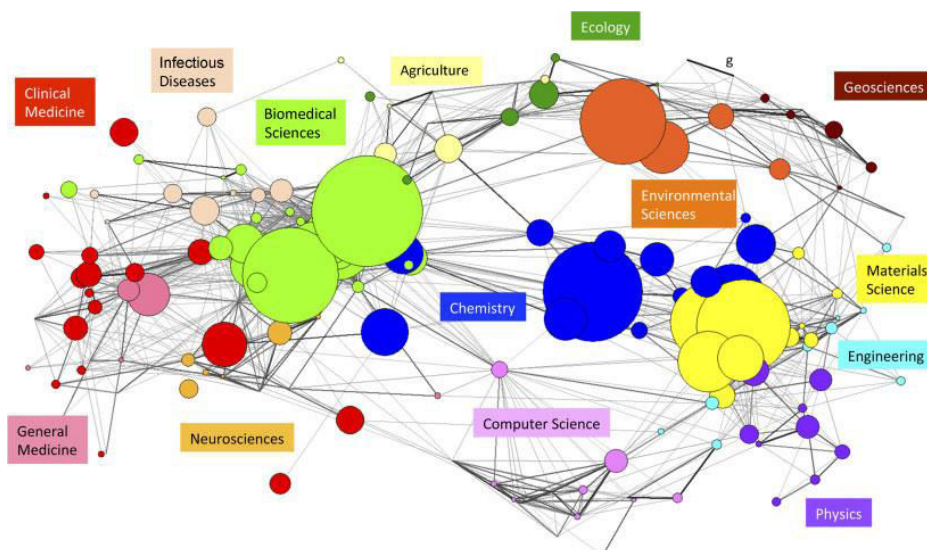 Ecology
g
Infectious
Diseases
Agriculture
Geosciences
Clinical
Medicine
Biomedical
Sciences
Environmental
Sciences
Materials
Science
Chemistry
Engineering
General
Medicine
Neurosciences
Computer Science
Physics